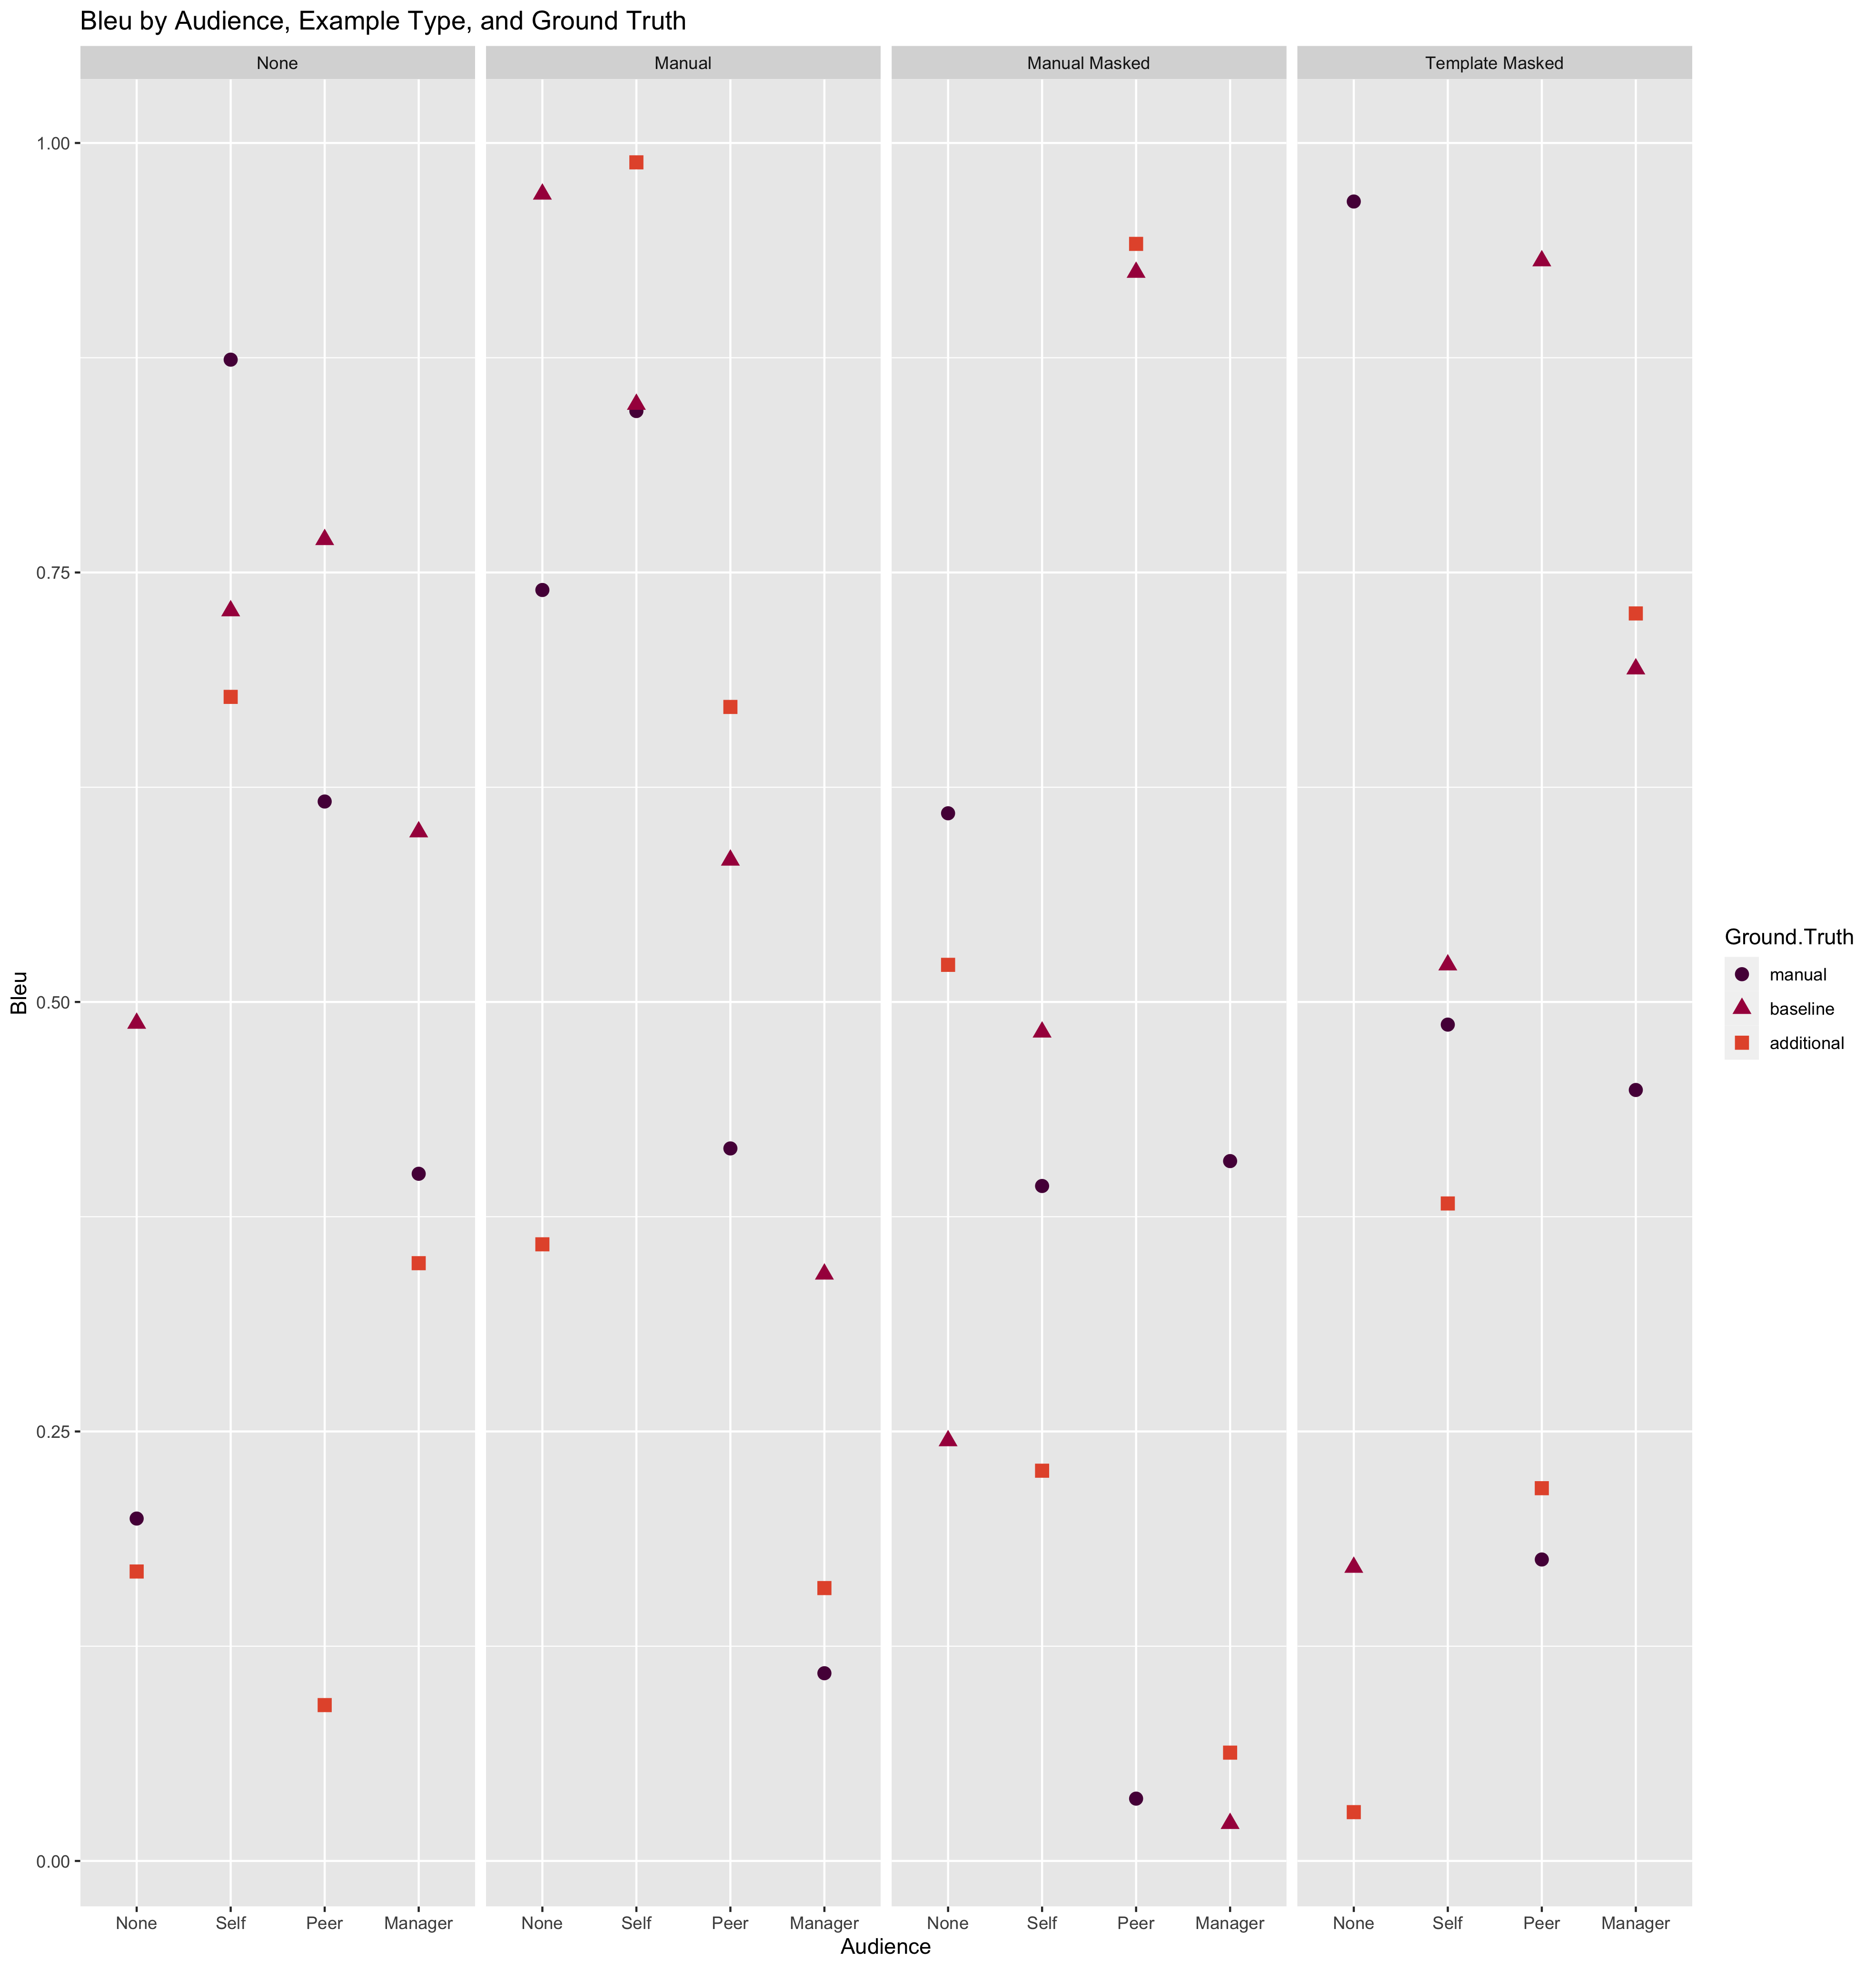 Bleu by Audience, Example Type, and Ground Truth
None Manual Manual Masked Template Masked
1.00
0.75
0.50
0.25
0.00
Bleu
None Self Peer Manager None Self Peer Manager None Self Peer Manager None Self Peer Manager
Audience
Ground.Truth
manual
baseline
additional